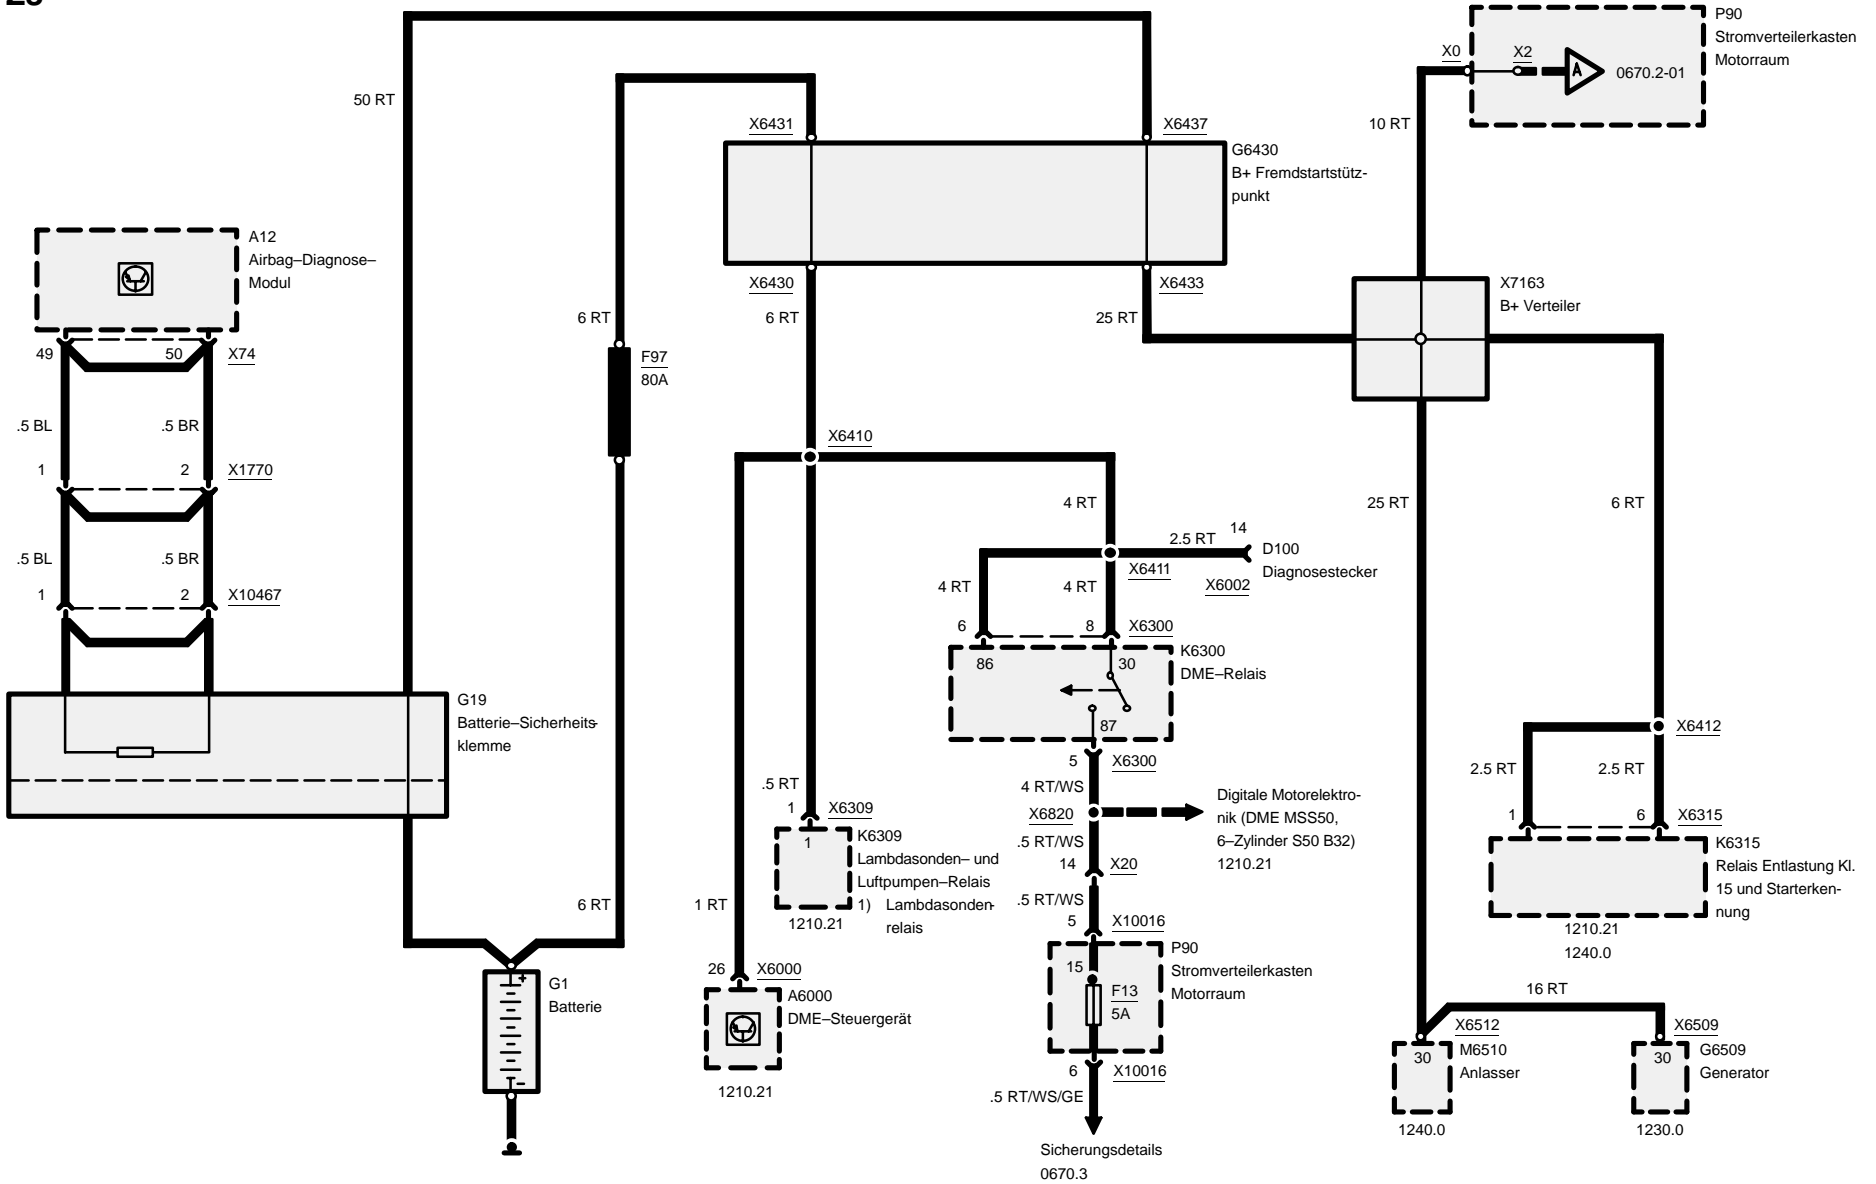 P90
Stromverteilerkasten
Motorraum
X0
X2
A
0670.2-01
50 RT
10 RT
X6431
X6437
G6430
B+ Fremdstartstütz-
punkt
A12
Airbag–Diagnose–
Modul
X6430
X6433
X7163
B+ Verteiler
6 RT
6 RT
25 RT
49
50
X74
F97
80A
.5 BL
.5 BR
X6410
1
2
X1770
4 RT
25 RT
6 RT
2.5 RT
14
D100
Diagnosestecker
.5 BL
.5 BR
X6411
4 RT
4 RT
X6002
1
2
X10467
6
8
X6300
86
30
K6300
DME–Relais
G19
Batterie–Sicherheits-
klemme
87
X6412
5
X6300
2.5 RT
2.5 RT
.5 RT
4 RT/WS
Digitale Motorelektro-
nik (DME MSS50,
6–Zylinder S50 B32)
1210.21
1
X6309
X6820
1
6
X6315
1
K6309
Lambdasonden– und
Luftpumpen–Relais
1) Lambdasonden-
relais
1210.21
.5 RT/WS
14
X20
K6315
Relais Entlastung Kl.
15 und Starterken-
nung
1210.21
1240.0
6 RT
1 RT
.5 RT/WS
5
X10016
P90
Stromverteilerkasten
Motorraum
15
F13
5A
26
X6000
+
G1
Batterie
-
A6000
DME–Steuergerät
1210.21
16 RT
X6512
X6509
30
M6510
Anlasser
1240.0
30
G6509
Generator
1230.0
6
X10016
.5 RT/WS/GE
Sicherungsdetails
0670.3